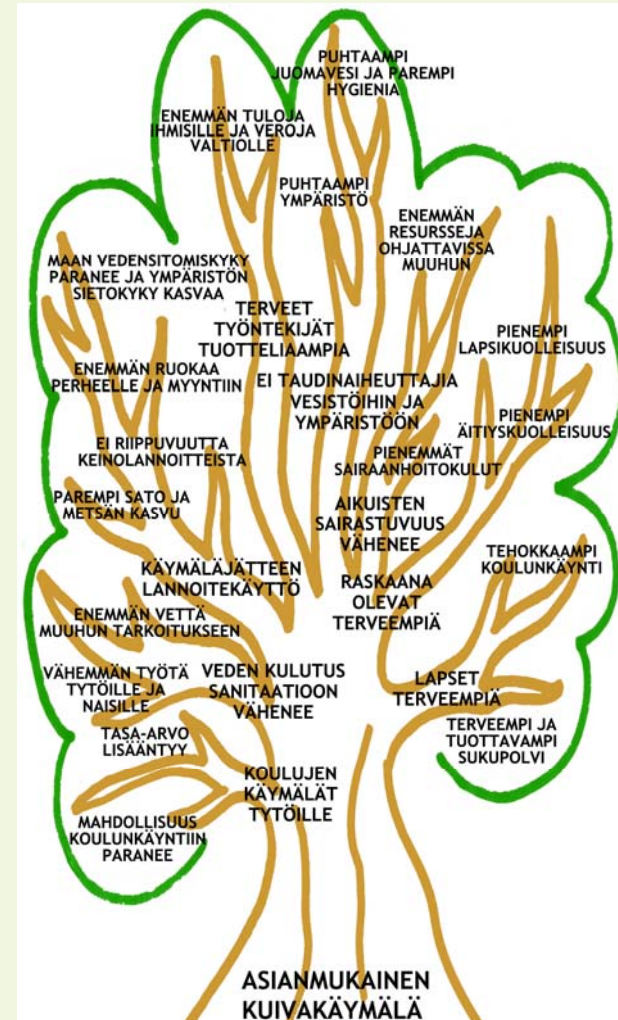 PUHTAAMPI
JUOMAVESI JA PAREMPI
HYGIENIA
ENEMMÄN TULOJA
IHMISILLE JA VEROJA
VALTIOLLE
PUHTAAMPI
YMPÄRISTÖ
ENEMMÄN
RESURSSEJA
OHJATTAVISSA
MUUHUN
MAAN VEDENSITOMISKYKY
PARANEE JA YMPÄRISTÖN
SIETOKYKY KASVAA
TERVEET
TYÖNTEKIJÄT
TUOTTELIAAMPIA
PIENEMPI
LAPSIKUOLLEISUUS
ENEMMÄN RUOKAA
PERHEELLE JA MYYNTIIN
EI TAUDINAIHEUTTAJIA
VESISTÖIHIN JA
YMPÄRISTÖÖN
PIENEMPI
ÄITIYSKUOLLEISUUS
EI RIIPPUVUUTTA
KEINOLANNOITTEISTA
PIENEMMÄT
SAIRAANHOITOKULUT
PAREMPI SATO JA
METSÄN KASVU
AIKUISTEN
SAIRASTUVUUS
VÄHENEE
TEHOKKAAMPI
KOULUNKÄYNTI
KÄYMÄLÄJÄTTEEN
LANNOITEKÄYTTÖ
RASKAANA
OLEVAT
TERVEEMPIÄ
ENEMMÄN VETTÄ
MUUHUN TARKOITUKSEEN
VÄHEMMÄN TYÖTÄ
TYTÖILLE JA
NAISILLE
VEDEN KULUTUS
SANITAATIOON
VÄHENEE
LAPSET
TERVEEMPIÄ
TASA-ARVO
LISÄÄNTYY
TERVEEMPI JA
TUOTTAVAMPI
SUKUPOLVI
KOULUJEN
KÄYMÄLÄT
TYTÖILLE
MAHDOLLISUUS
KOULUNKÄYNTIIN
PARANEE
ASIANMUKAINEN
KUIVAKÄYMÄLÄ